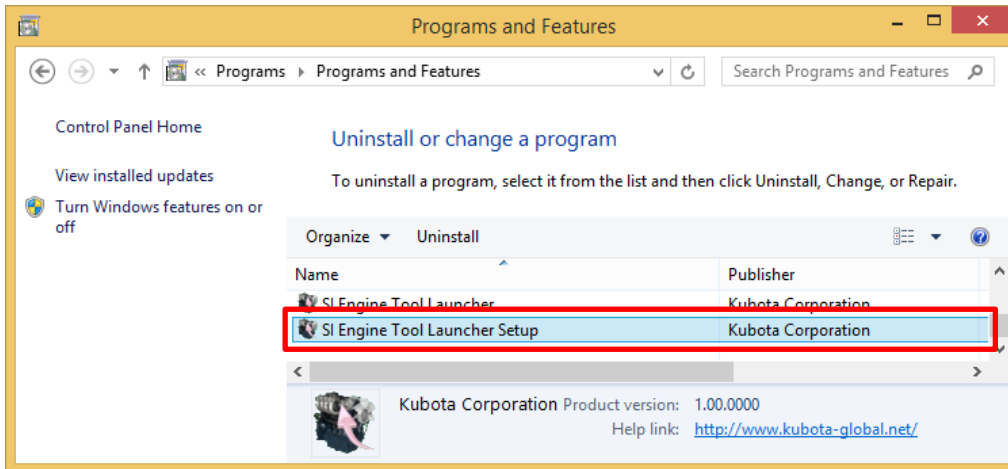 Programs and Features
« Programs Programs and Features
Search Programs and Features
Control Panel Home
View installed updates
Turn Windows features on or
off
Uninstall or change a program
To uninstall a program, select it from the list and then click Uninstall, Change, or Repair.
Organize Uninstall
Name Publisher
SI Engine Tool Launcher Kubota Corporation
SI Engine Tool Launcher Setup Kubota Corporation
Kubota Corporation Product version: 1.00.0000
Help link: http://www.kubota-global.net/